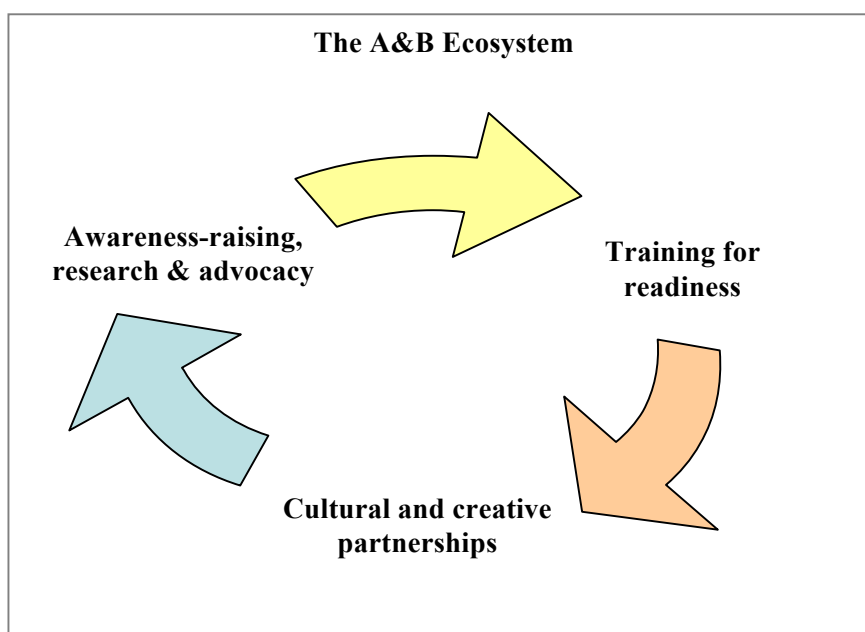 The A&B Ecosystem
Awareness-raising,
research & advocacy
Training for
readiness
Cultural and creative
partnerships